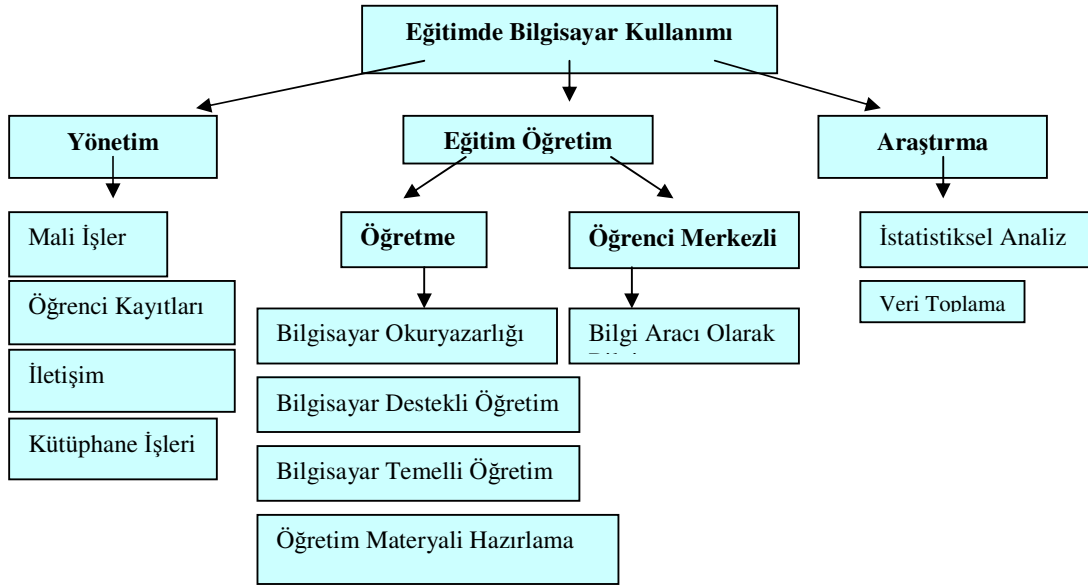 Eğitimde Bilgisayar Kullanımı
Yönetim
Eğitim Öğretim
Araştırma
Mali İşler
Öğrenci Kayıtları
İletişim
Kütüphane İşleri
Öğretme
Öğrenci Merkezli
Bilgisayar Okuryazarlığı
Bilgisayar Destekli Öğretim
Bilgisayar Temelli Öğretim
Öğretim Materyali Hazırlama
Bilgi Aracı Olarak
İstatistiksel Analiz
Veri Toplama